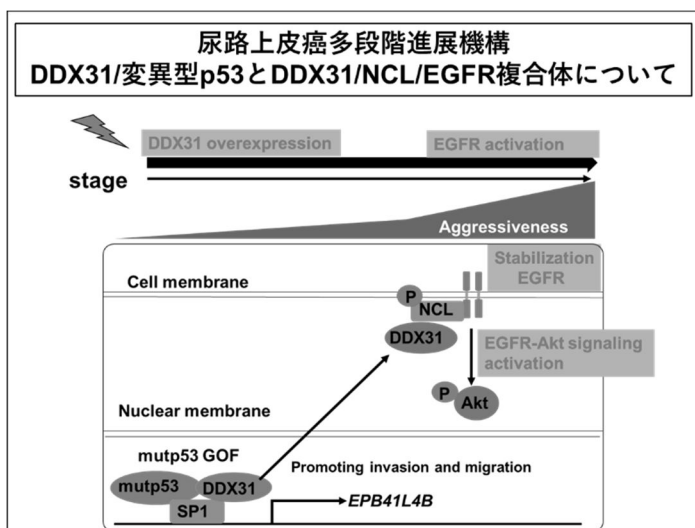 尿路上皮癌多段階進展機構
DDX31/変異型p53とDDX31/NCL/EGFR複合体について
DDX31 overexpression
EGFR activation
stage
Aggressiveness
Stabilization
EGFR
Cell membrane
P
NCL
DDX31
EGFR-Akt signaling
activation
P
Akt
Nuclear membrane
mutp53 GOF
Promoting invasion and migration
mutp53
DDX31
SP1
EPB41L4B